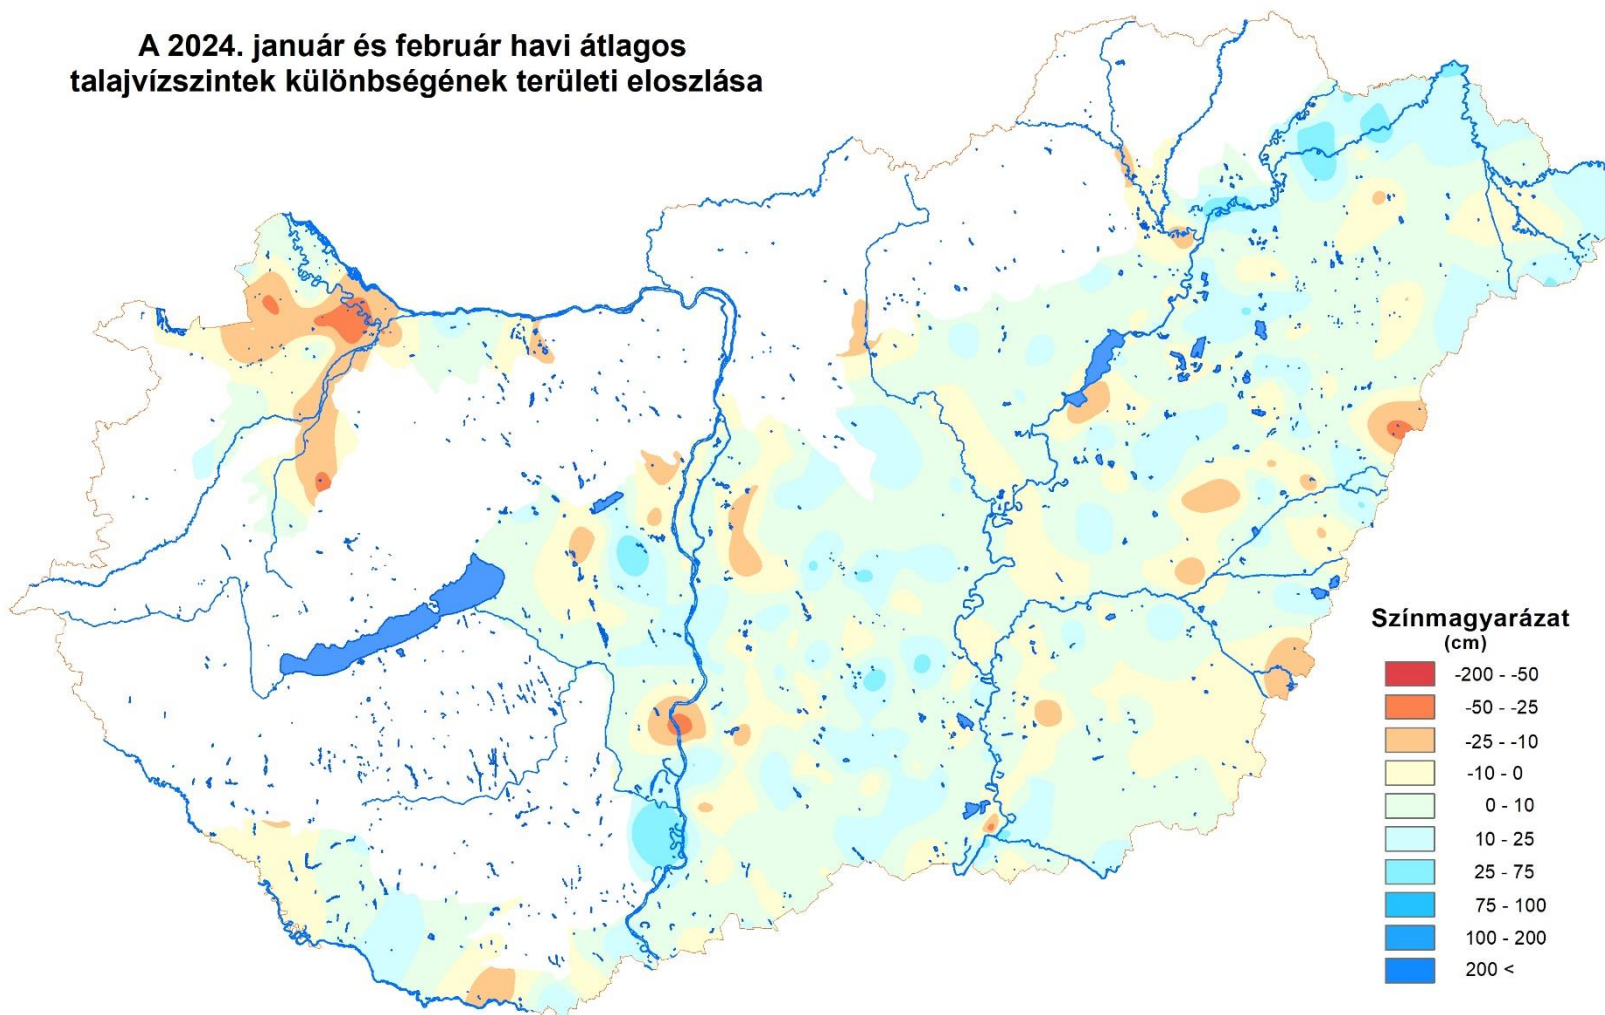 A 2024. január és február havi átlagos
talajvízszintek különbségének területi eloszlása
Színmagyarázat
(cm)
-200 - -50
-50 - -25
-25 - -10
-10 - 0
0 - 10
10 - 25
25 - 75
75 - 100
100 - 200
200 <